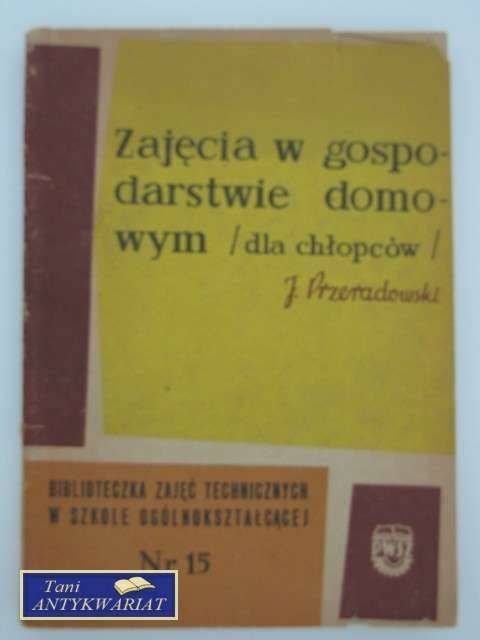 Zajęcia w gospo-
darstwie domo-
wym /dla chłopców/
J. Przeradowski
BIBLIOTECZKA ZAJĘĆ TECHNICZNYCH
W SZKOLE OGÓLNOKSZTAŁCĄCEJ
Nr 15
Tani
ANTYKWARIAT